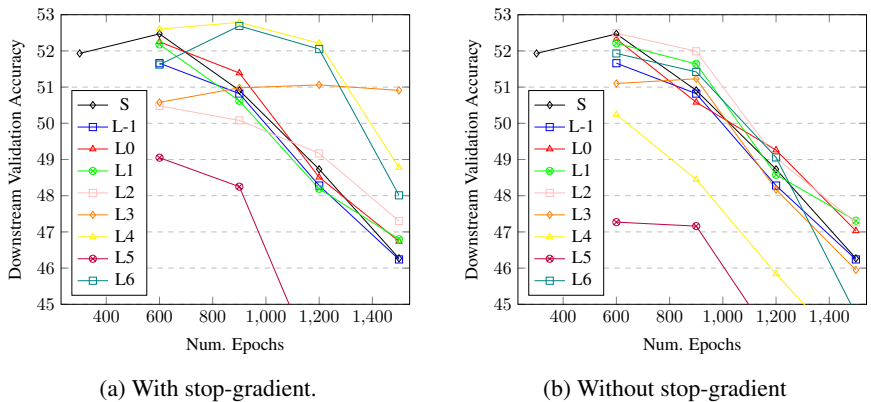 53
52
51
50
49
48
47
46
45
Downstream Validation Accuracy
S
L-1
L0
L1
L2
L3
L4
L5
L6
400 600 800 1,000 1,200 1,400
Num. Epochs
(a) With stop-gradient.
53
52
51
50
49
48
47
46
45
Downstream Validation Accuracy
S
L-1
L0
L1
L2
L3
L4
L5
L6
400 600 800 1,000 1,200 1,400
Num. Epochs
(b) Without stop-gradient